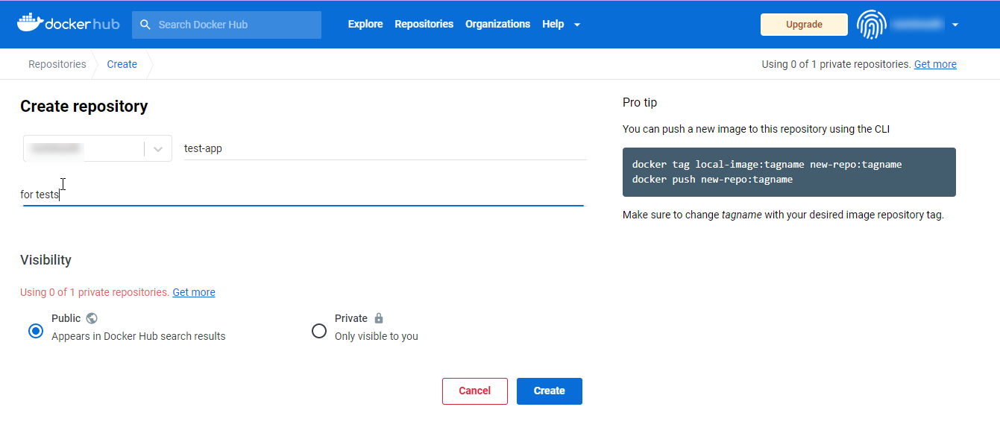 dockerhub Search Docker Hub Explore Repositories Organizations Help Upgrade
Repositories Create Using 0 of 1 private repositories. Get more
Create repository
test-app
for tests
Visibility
Using 0 of 1 private repositories. Get more
Public
Appears in Docker Hub search results
Private
Only visible to you
Cancel Create
Pro tip
You can push a new image to this repository using the CLI
docker tag local-image:tagname new-repo:tagname
docker push new-repo:tagname
Make sure to change tagname with your desired image repository tag.